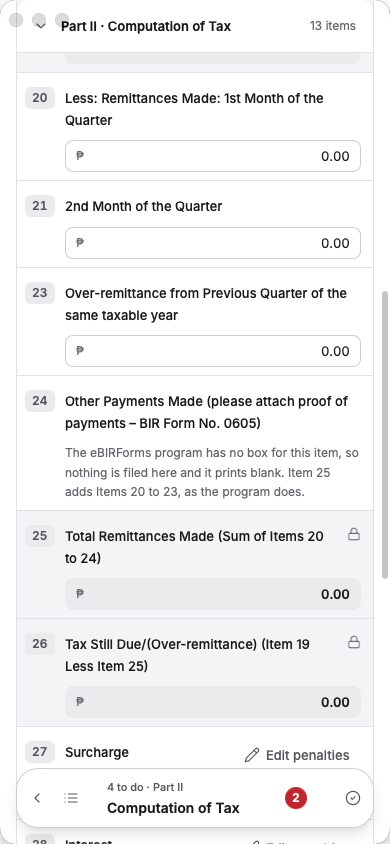 Part II · Computation of Tax
13 items
20
Less: Remittances Made: 1st Month of the
Quarter
₱ 0.00
21
2nd Month of the Quarter
₱ 0.00
23
Over-remittance from Previous Quarter of the
same taxable year
₱ 0.00
24
Other Payments Made (please attach proof of
payments – BIR Form No. 0605)
The eBIRForms program has no box for this item, so
nothing is filed here and it prints blank. Item 25
adds Items 20 to 23, as the program does.
25
Total Remittances Made (Sum of Items 20
to 24)
₱ 0.00
26
Tax Still Due/(Over-remittance) (Item 19
Less Item 25)
₱ 0.00
27
Surcharge
Edit penalties
4 to do · Part II
Computation of Tax
2